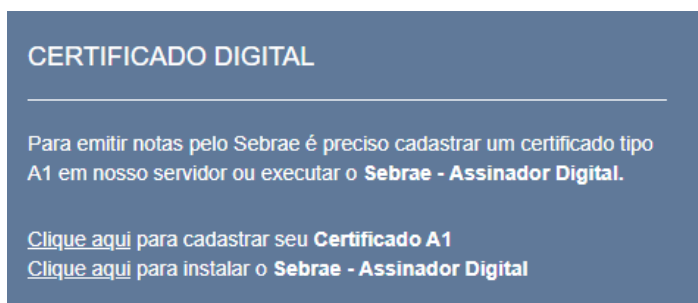 CERTIFICADO DIGITAL
Para emitir notas pelo Sebrae é preciso cadastrar um certificado tipo
A1 em nosso servidor ou executar o Sebrae - Assinador Digital.
Clique aqui para cadastrar seu Certificado A1
Clique aqui para instalar o Sebrae - Assinador Digital